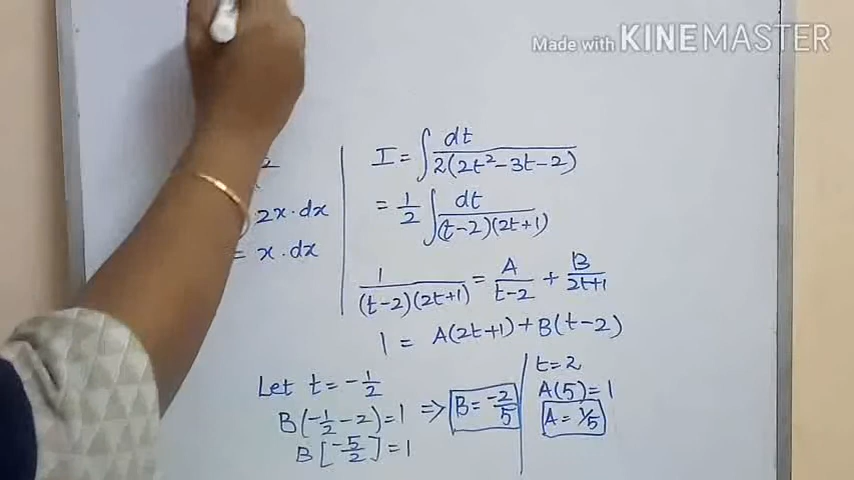 Made with KINEMASTER
2
2x·dx
= x·dx
I = ∫ dt / 2(2t²-3t-2)
= 1/2 ∫ dt / (t-2)(2t+1)
1 / (t-2)(2t+1) = A / t-2 + B / 2t+1
1 = A(2t+1)+B(t-2)
Let t = -1/2
B(-1/2-2)=1 => B = -2/5
B[-5/2]=1
t=2
A(5)=1
A = 1/5